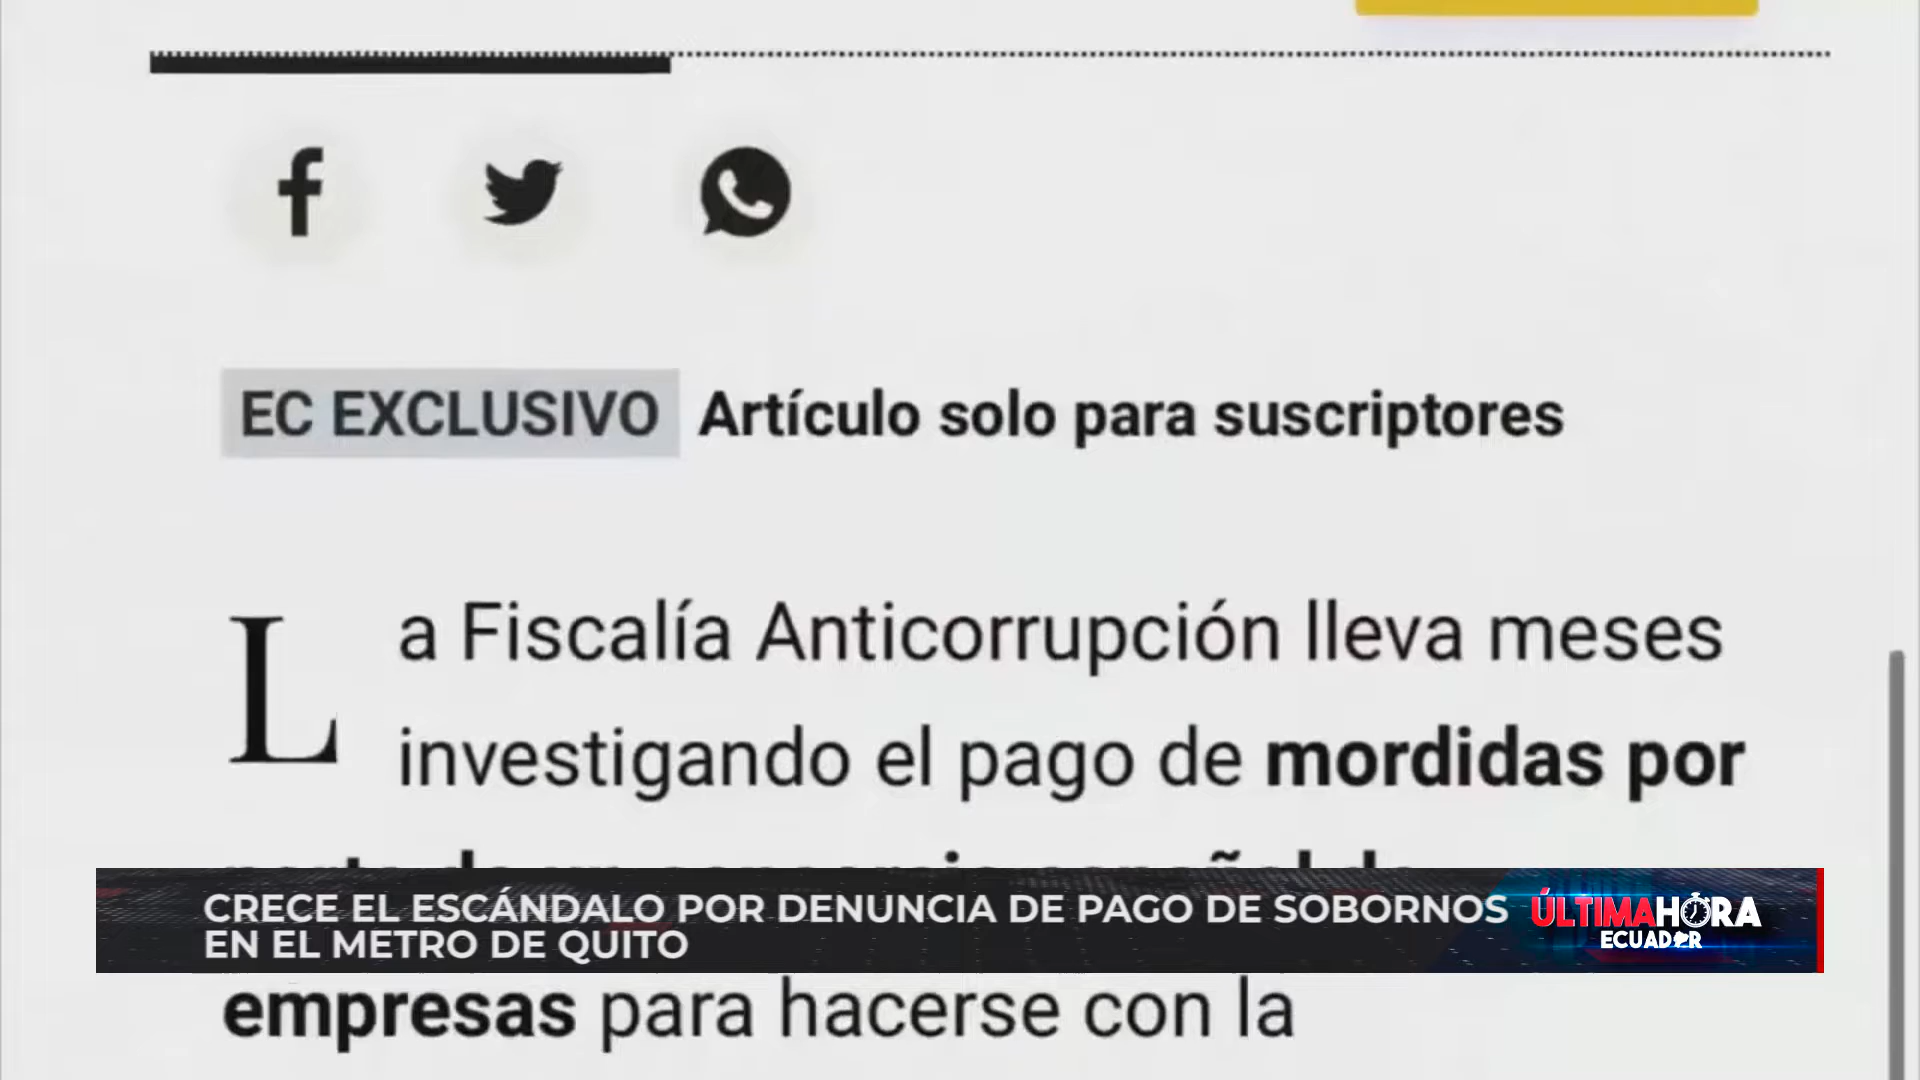 EC EXCLUSIVO Artículo solo para suscriptores
La Fiscalía Anticorrupción lleva meses
investigando el pago de mordidas por
CRECE EL ESCÁNDALO POR DENUNCIA DE PAGO DE SOBORNOS
EN EL METRO DE QUITO
ÚLTIMAHORA
ECUADOR
empresas para hacerse con la